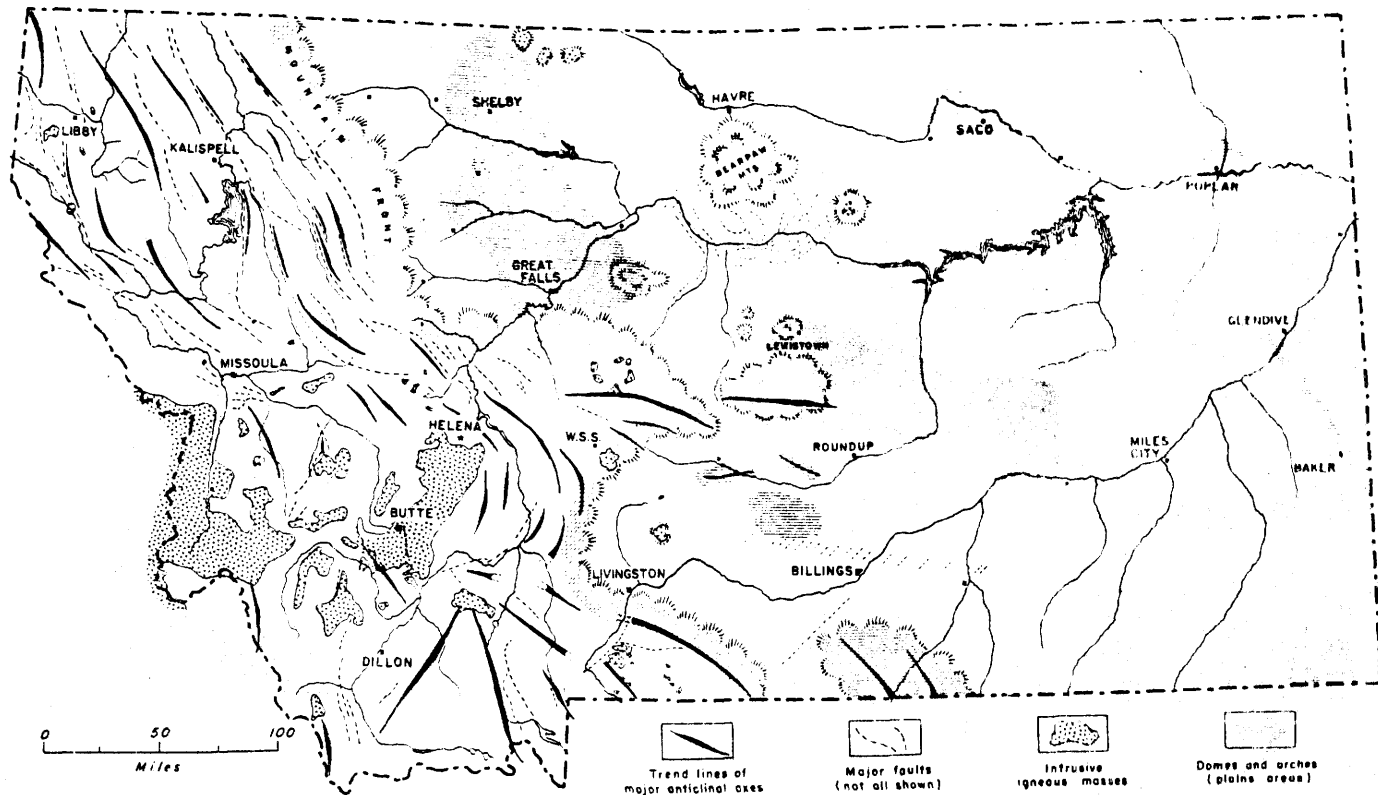 MOUNTAIN
FRONT
SHELBY
HAVRE
SACO
LIBBY
KALISPELL
BEARPAW
MTS
POPLAR
GREAT
FALLS
GLENDIVE
LEWISTOWN
MISSOULA
HELENA
W.S.S.
ROUNDUP
MILES
CITY
BAKER
BUTTE
LIVINGSTON
BILLINGS
DILLON
0 50 100
Miles
Trend lines of
major anticlinal axes
Major faults
(not all shown)
Intrusive
igneous masses
Domes and arches
(plains areas)